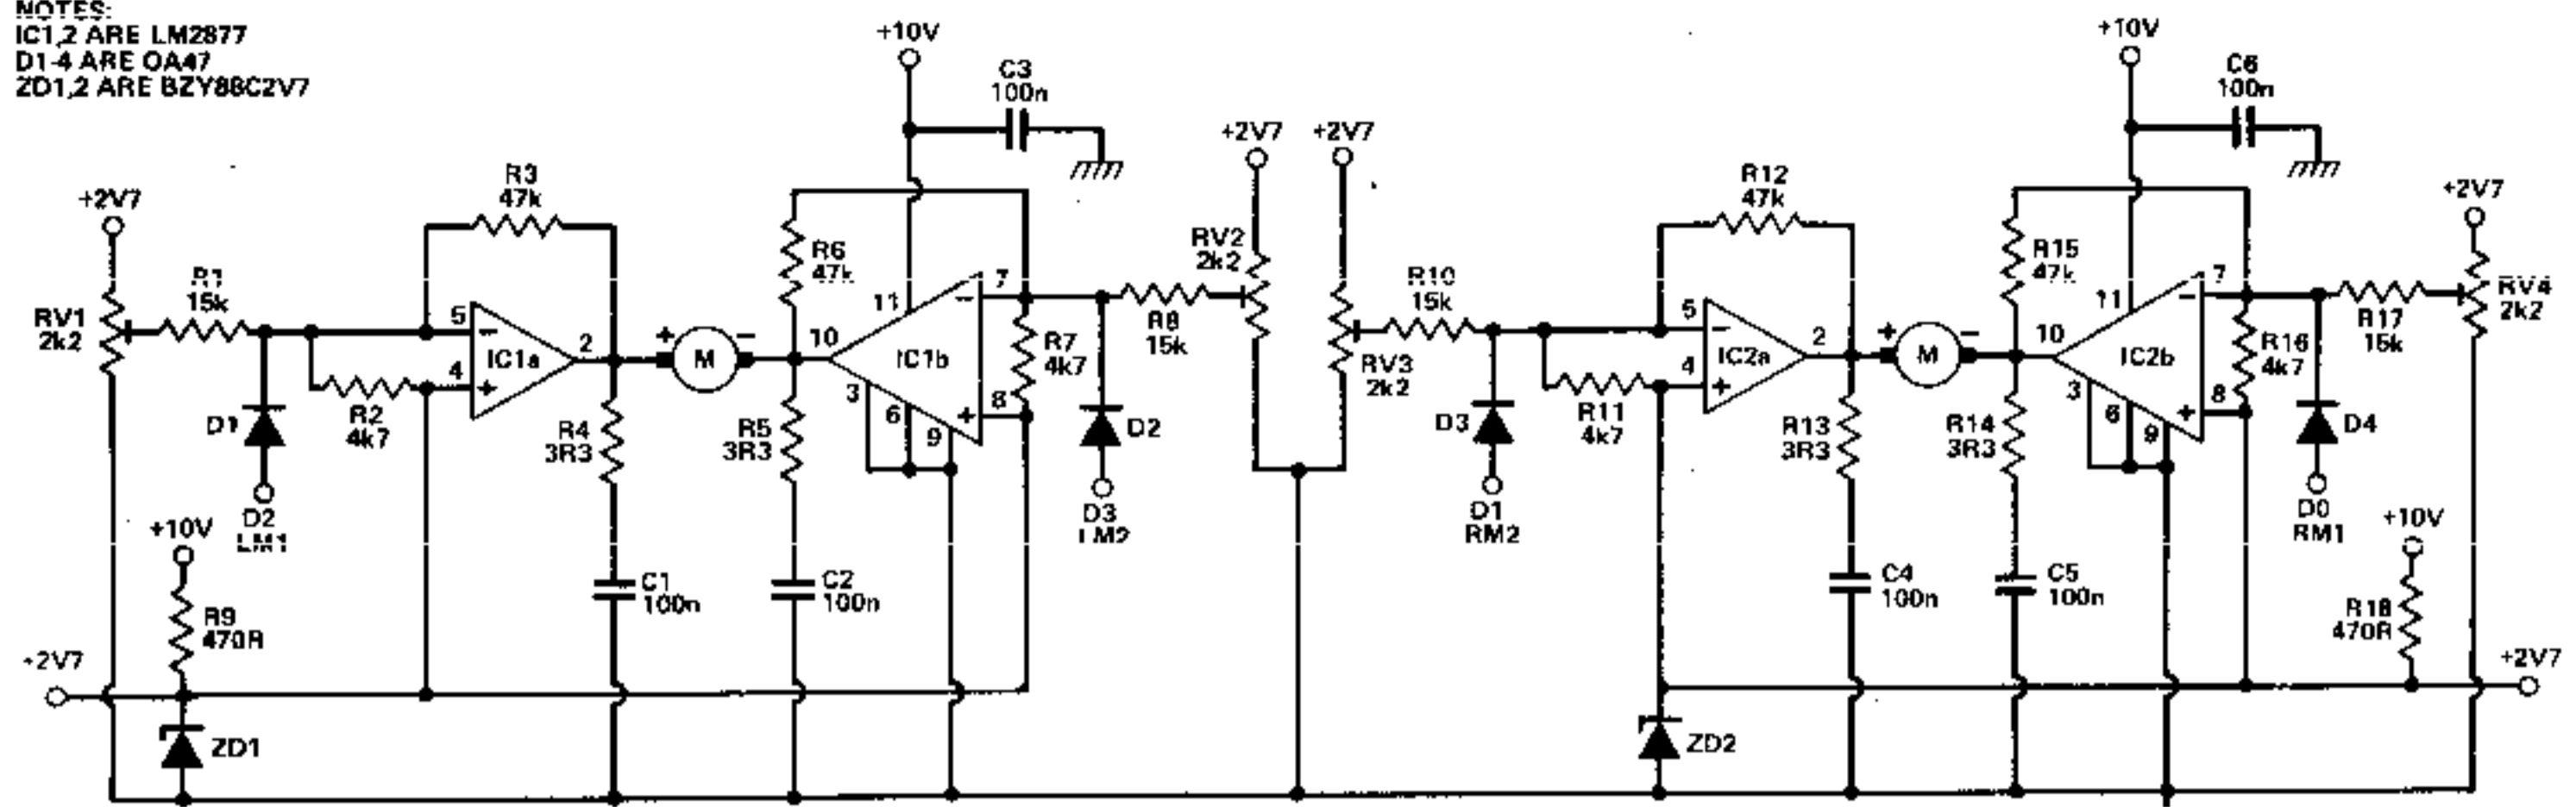 NOTES:
IC1,2 ARE LM2877
D1-4 ARE OA47
ZD1,2 ARE BZY88C2V7
+10V
C3
100n
+2V7
+2V7
+10V
C6
100n
+2V7
R3
47k
R12
47k
+2V7
RV1
2k2
R1
15k
R6
47k
RV2
2k2
R10
15k
R15
47k
RV4
2k2
5
−
4
+
IC1a
2
+
M
−
10
11
IC1b
7
−
8
+
3
6
9
R7
4k7
R8
15k
RV3
2k2
5
−
4
+
IC2a
2
+
M
−
10
11
IC2b
7
−
8
+
3
6
9
R16
4k7
R17
15k
D1
R2
4k7
R4
3R3
R5
3R3
D2
D3
R11
4k7
R13
3R3
R14
3R3
D4
D2
LM1
D3
LM2
D1
RM2
D0
RM1
+10V
R9
470R
C1
100n
C2
100n
C4
100n
C5
100n
+10V
R18
470R
+2V7
+2V7
ZD1
ZD2